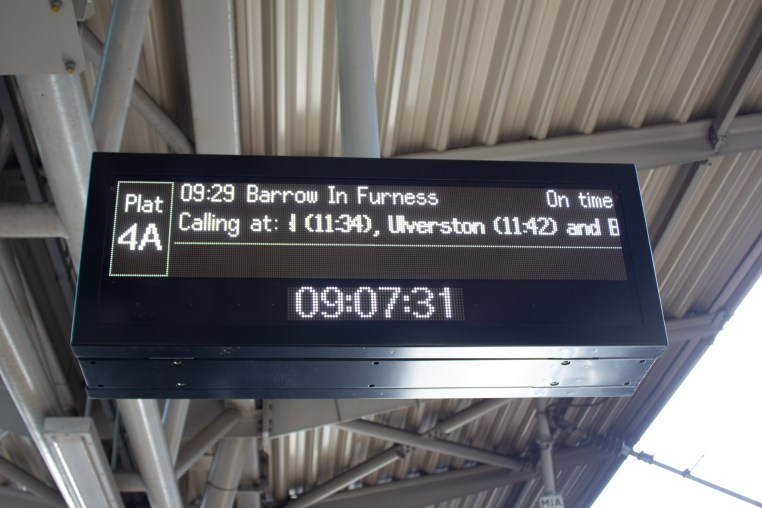 Plat
4A
09:29 Barrow In Furness On time
Calling at: (11:34), Ulverston (11:42) and B
09:07:31
MIA